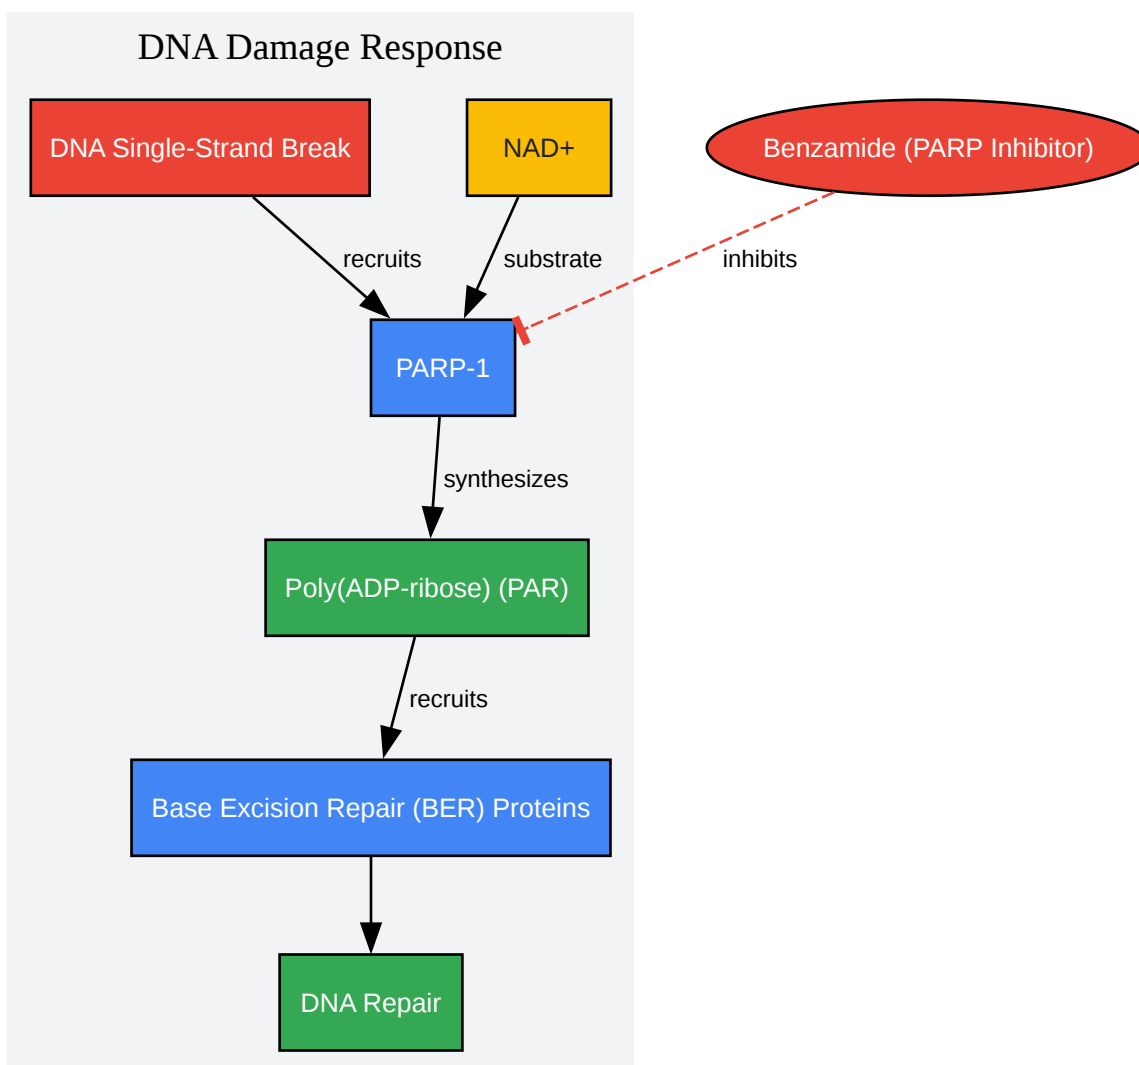 DNA Damage Response
DNA Single-Strand Break
NAD+
Benzamide (PARP Inhibitor)
recruits
substrate
inhibits
PARP-1
synthesizes
Poly(ADP-ribose) (PAR)
recruits
Base Excision Repair (BER) Proteins
DNA Repair